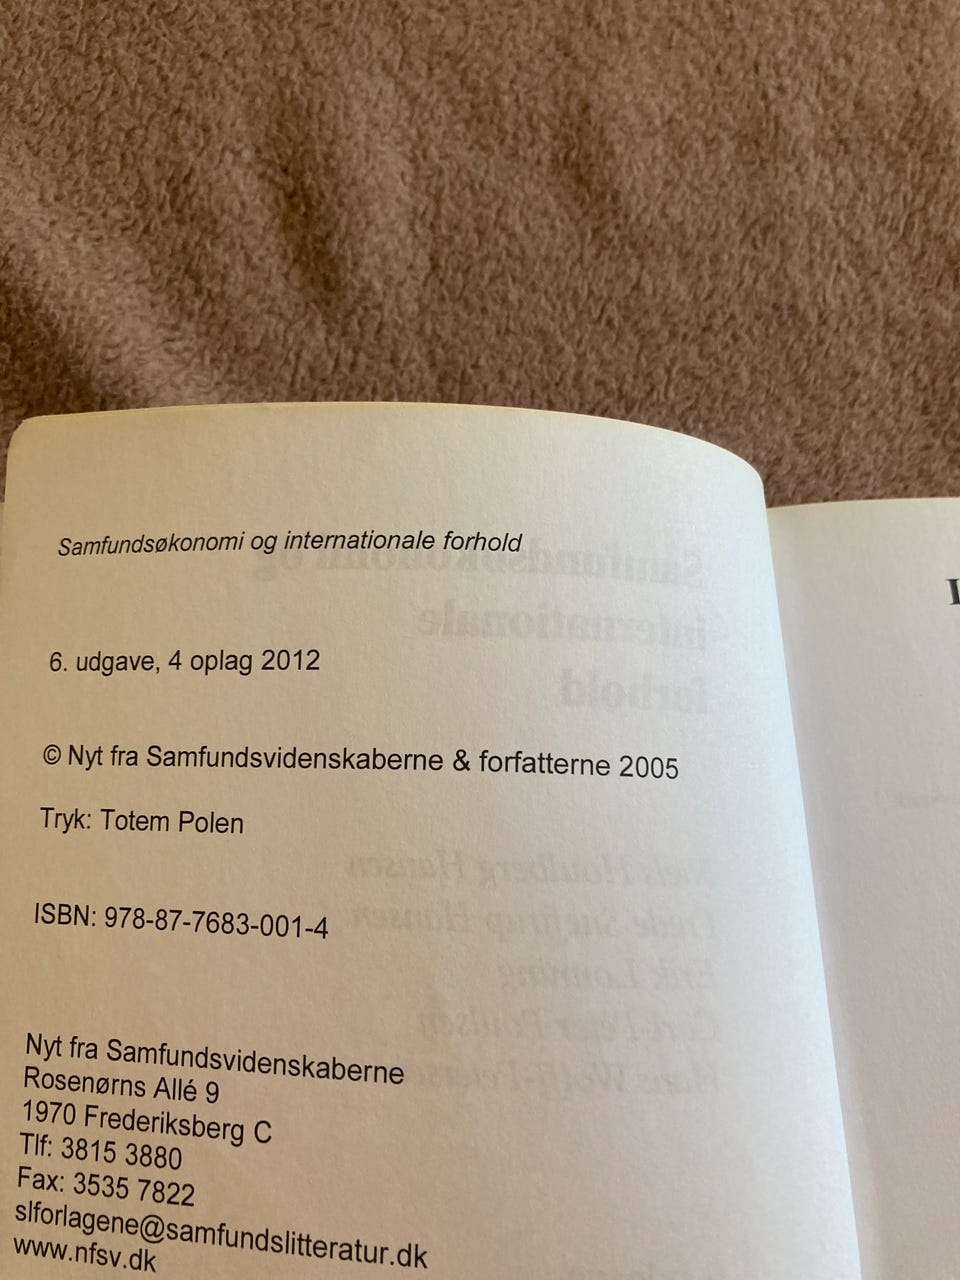 Samfundsøkonomi og internationale forhold
6. udgave, 4 oplag 2012
© Nyt fra Samfundsvidenskaberne & forfatterne 2005
Tryk: Totem Polen
ISBN: 978-87-7683-001-4
Nyt fra Samfundsvidenskaberne
Rosenørns Allé 9
1970 Frederiksberg C
Tlf: 3815 3880
Fax: 3535 7822
slforlagene@samfundslitteratur.dk
www.nfsv.dk